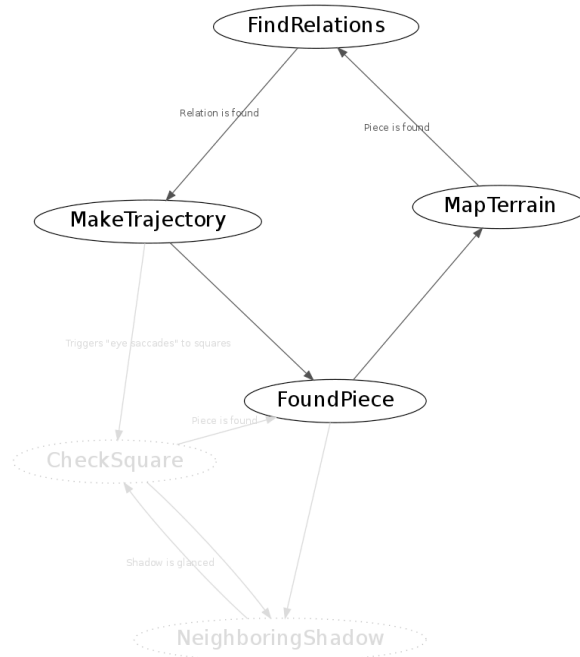 FindRelations
Relation is found
Piece is found
MapTerrain
MakeTrajectory
Triggers "eye saccades" to squares
FoundPiece
Piece is found
CheckSquare
Shadow is glanced
NeighboringShadow